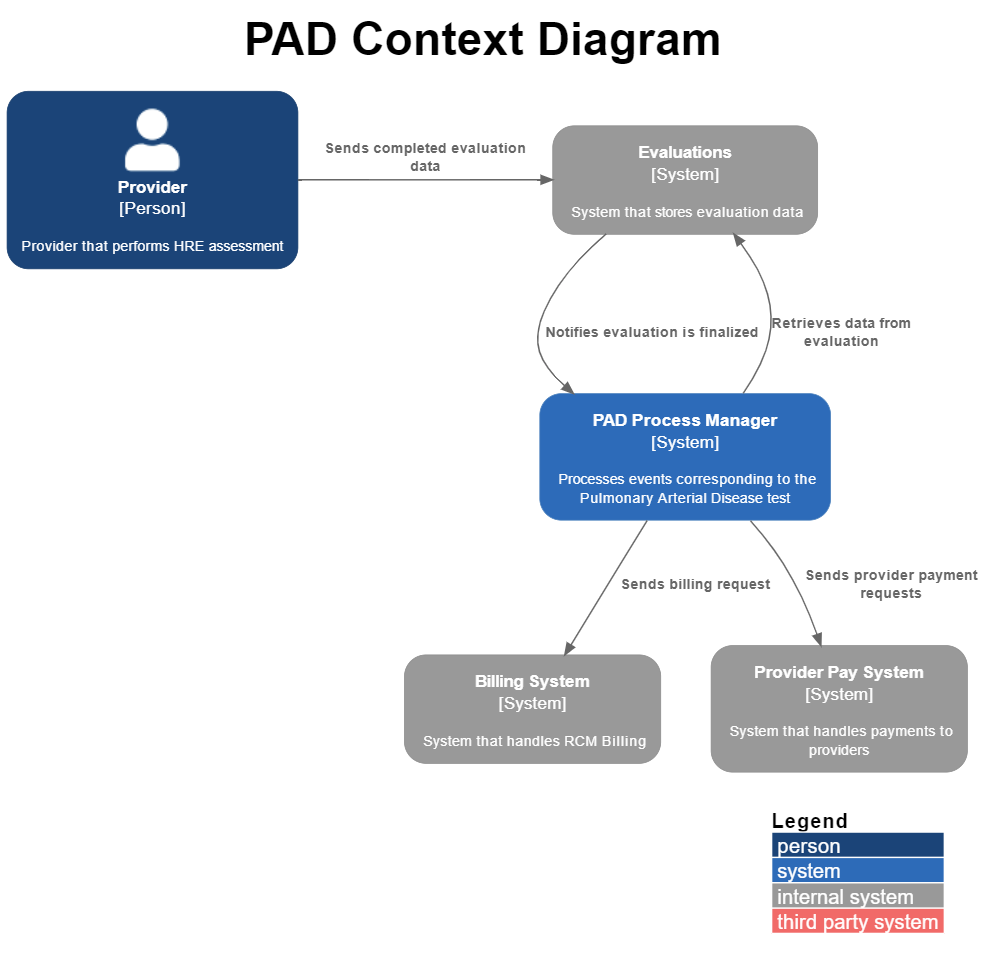 PAD Context Diagram
Provider
[Person]
Provider that performs HRE assessment
Sends completed evaluation
data
Evaluations
[System]
System that stores evaluation data
Notifies evaluation is finalized
Retrieves data from
evaluation
PAD Process Manager
[System]
Processes events corresponding to the
Pulmonary Arterial Disease test
Sends billing request
Sends provider payment
requests
Billing System
[System]
System that handles RCM Billing
Provider Pay System
[System]
System that handles payments to
providers
Legend
person
system
internal system
third party system